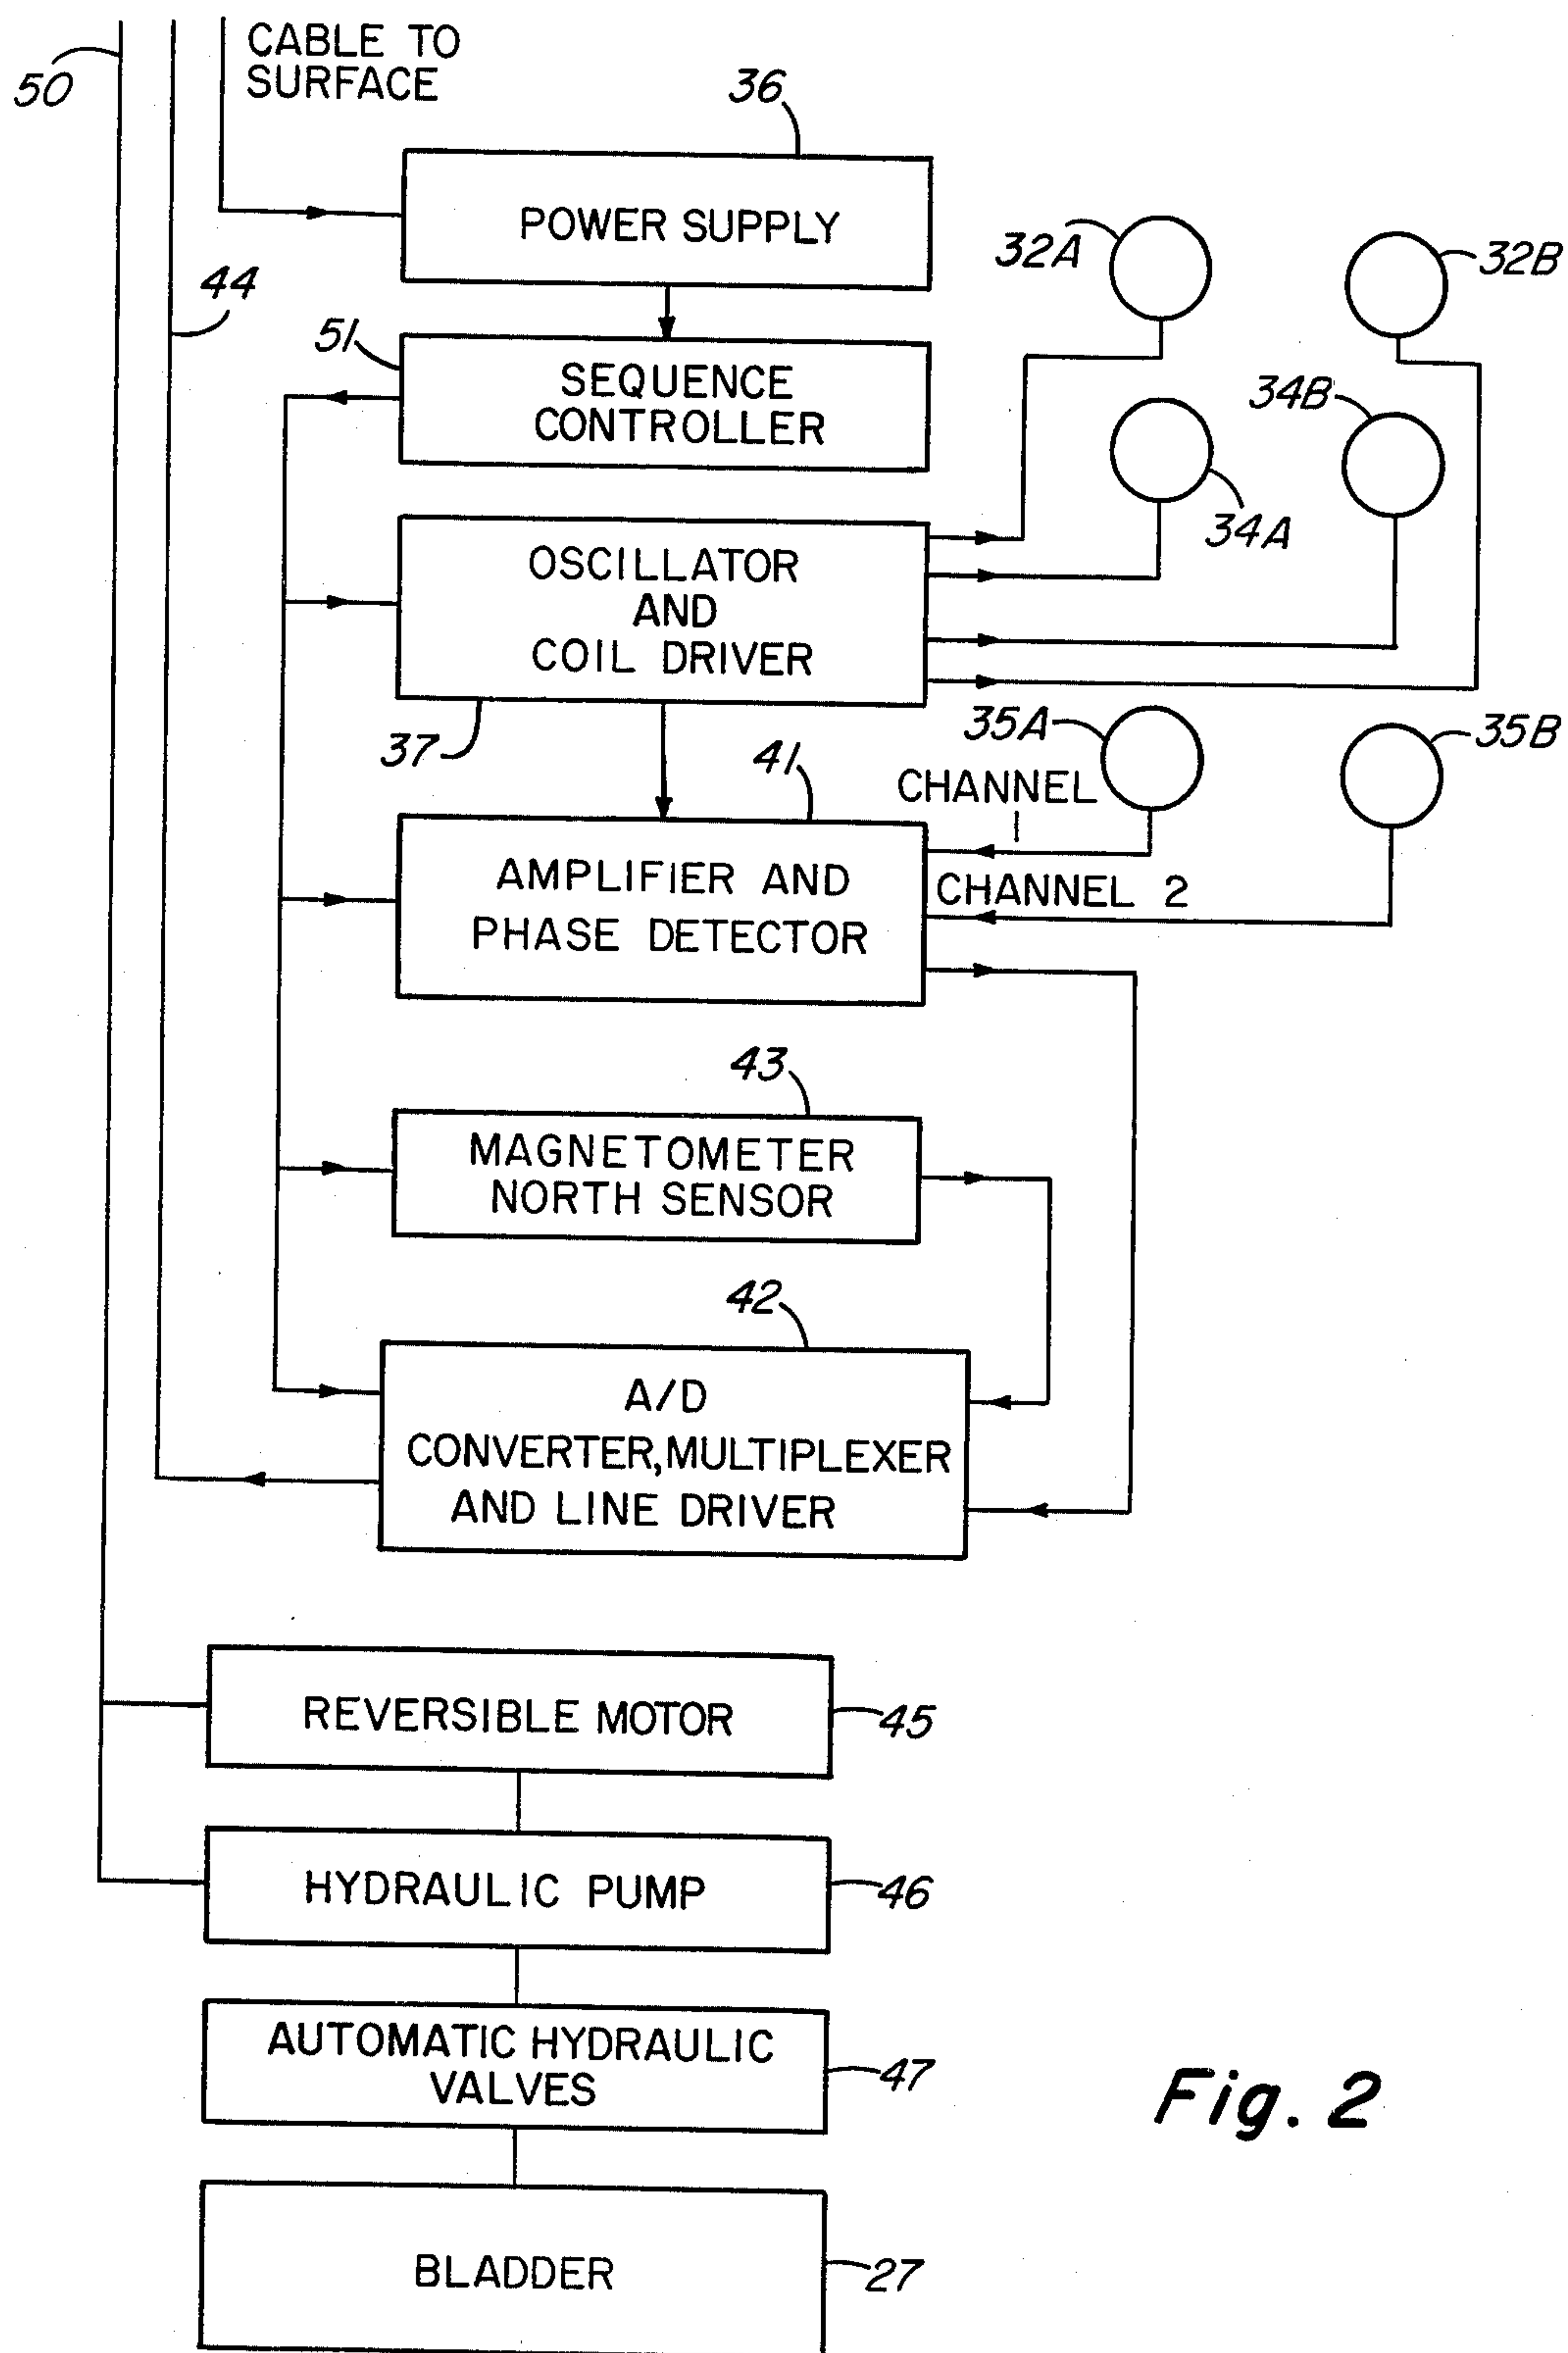 CABLE TO
SURFACE
50
36
POWER SUPPLY
32A
32B
44
51
SEQUENCE
CONTROLLER
34B
34A
OSCILLATOR
AND
COIL DRIVER
37
35A
35B
41
CHANNEL
1
AMPLIFIER AND
PHASE DETECTOR
CHANNEL 2
43
MAGNETOMETER
NORTH SENSOR
42
A/D
CONVERTER, MULTIPLEXER
AND LINE DRIVER
REVERSIBLE MOTOR
45
HYDRAULIC PUMP
46
AUTOMATIC HYDRAULIC
VALVES
47
Fig. 2
BLADDER
27